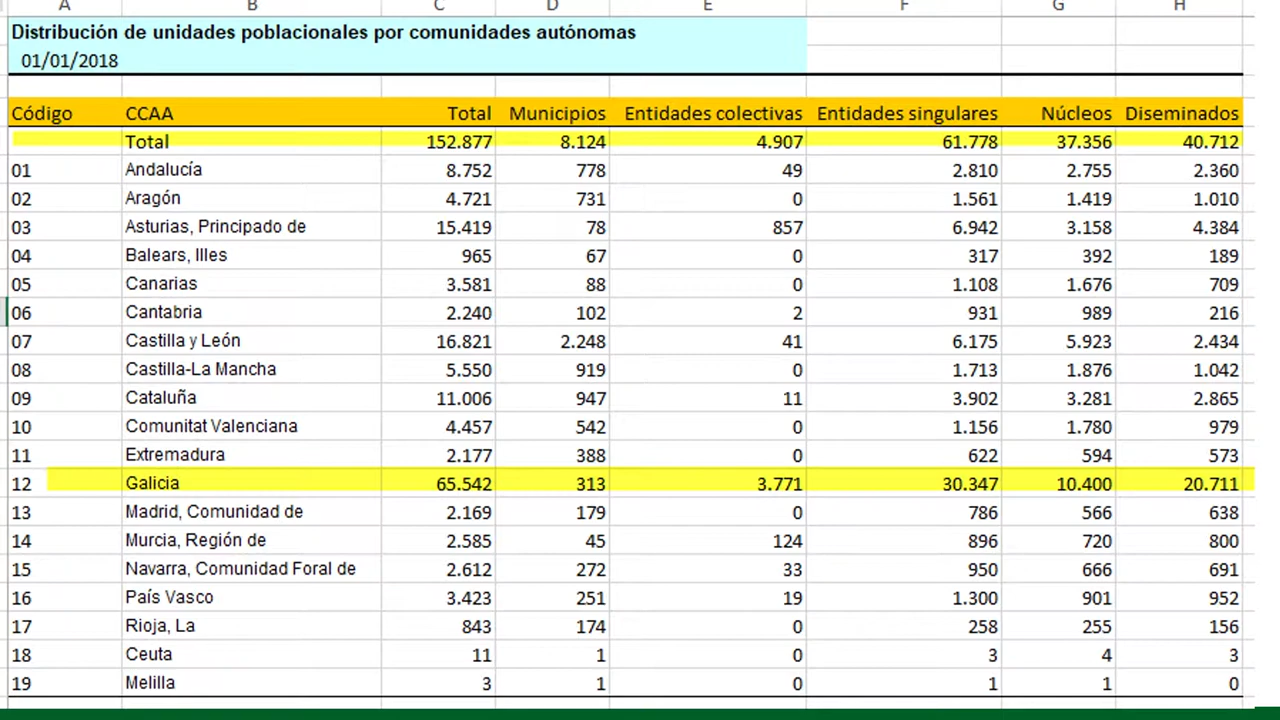 A B C D E F G H
Distribución de unidades poblacionales por comunidades autónomas
01/01/2018
Código CCAA Total Municipios Entidades colectivas Entidades singulares Núcleos Diseminados
Total 152.877 8.124 4.907 61.778 37.356 40.712
01 Andalucía 8.752 778 49 2.810 2.755 2.360
02 Aragón 4.721 731 0 1.561 1.419 1.010
03 Asturias, Principado de 15.419 78 857 6.942 3.158 4.384
04 Balears, Illes 965 67 0 317 392 189
05 Canarias 3.581 88 0 1.108 1.676 709
06 Cantabria 2.240 102 2 931 989 216
07 Castilla y León 16.821 2.248 41 6.175 5.923 2.434
08 Castilla-La Mancha 5.550 919 0 1.713 1.876 1.042
09 Cataluña 11.006 947 11 3.902 3.281 2.865
10 Comunitat Valenciana 4.457 542 0 1.156 1.780 979
11 Extremadura 2.177 388 0 622 594 573
12 Galicia 65.542 313 3.771 30.347 10.400 20.711
13 Madrid, Comunidad de 2.169 179 0 786 566 638
14 Murcia, Región de 2.585 45 124 896 720 800
15 Navarra, Comunidad Foral de 2.612 272 33 950 666 691
16 País Vasco 3.423 251 19 1.300 901 952
17 Rioja, La 843 174 0 258 255 156
18 Ceuta 11 1 0 3 4 3
19 Melilla 3 1 0 1 1 0